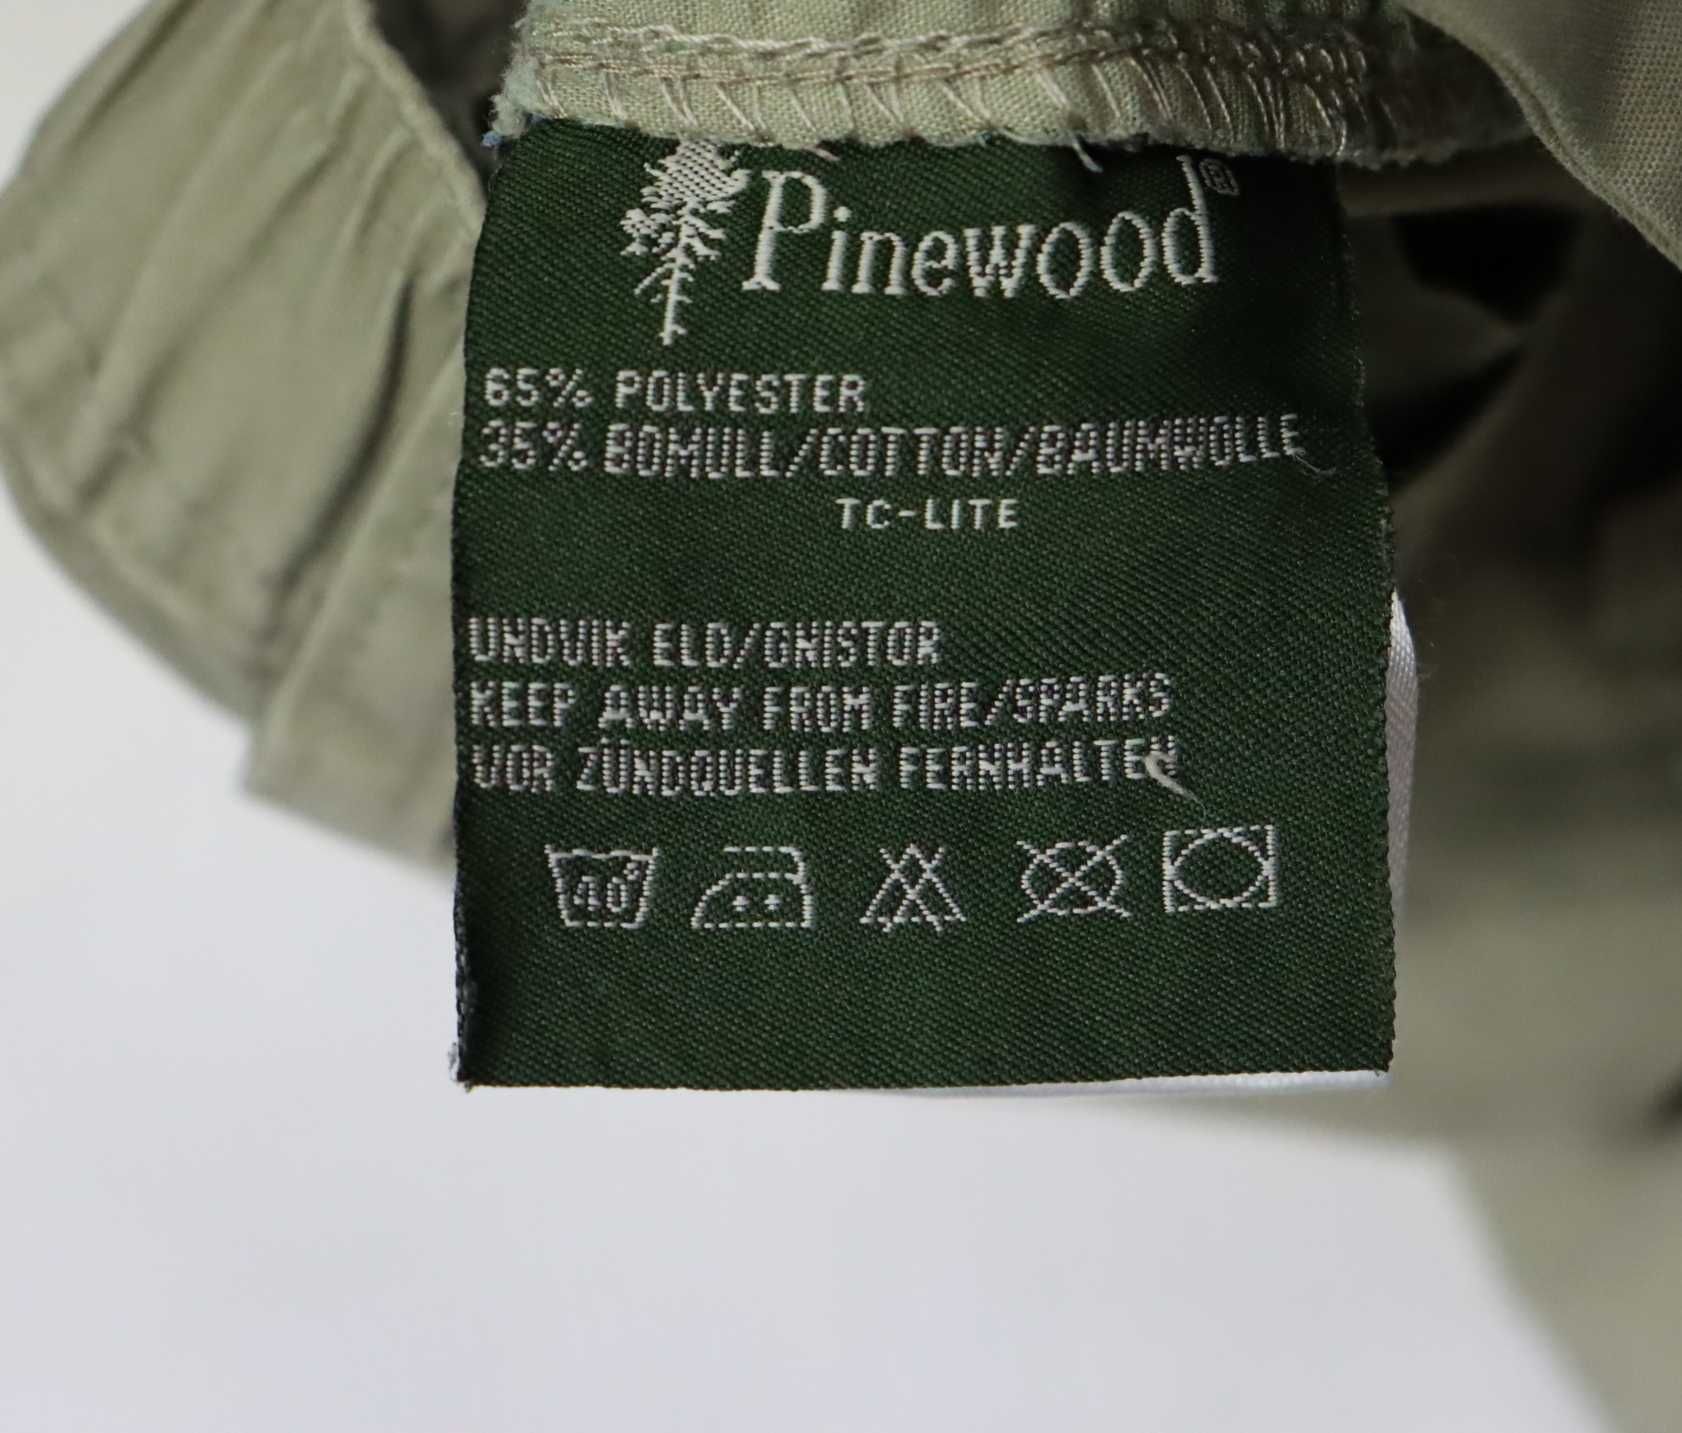 Pinewood®
65% POLYESTER
35% BOMULL/COTTON/BAUMWOLLE
TC-LITE
UNDVIK ELD/GNISTOR
KEEP AWAY FROM FIRE/SPARKS
VOR ZÜNDQUELLEN FERNHALTEN
40°